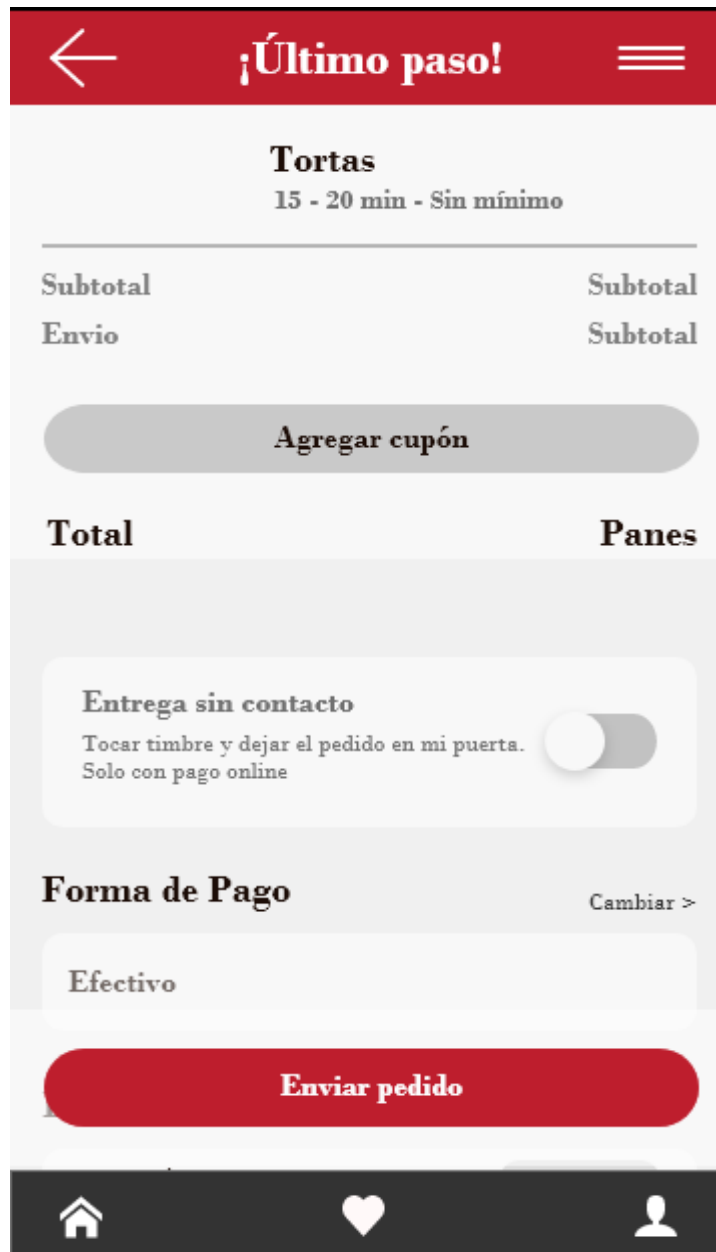 ¡Último paso!
Tortas
15 - 20 min - Sin mínimo
Subtotal Subtotal
Envio Subtotal
Agregar cupón
Total Panes
Entrega sin contacto
Tocar timbre y dejar el pedido en mi puerta.
Solo con pago online
Forma de Pago Cambiar >
Efectivo
Enviar pedido